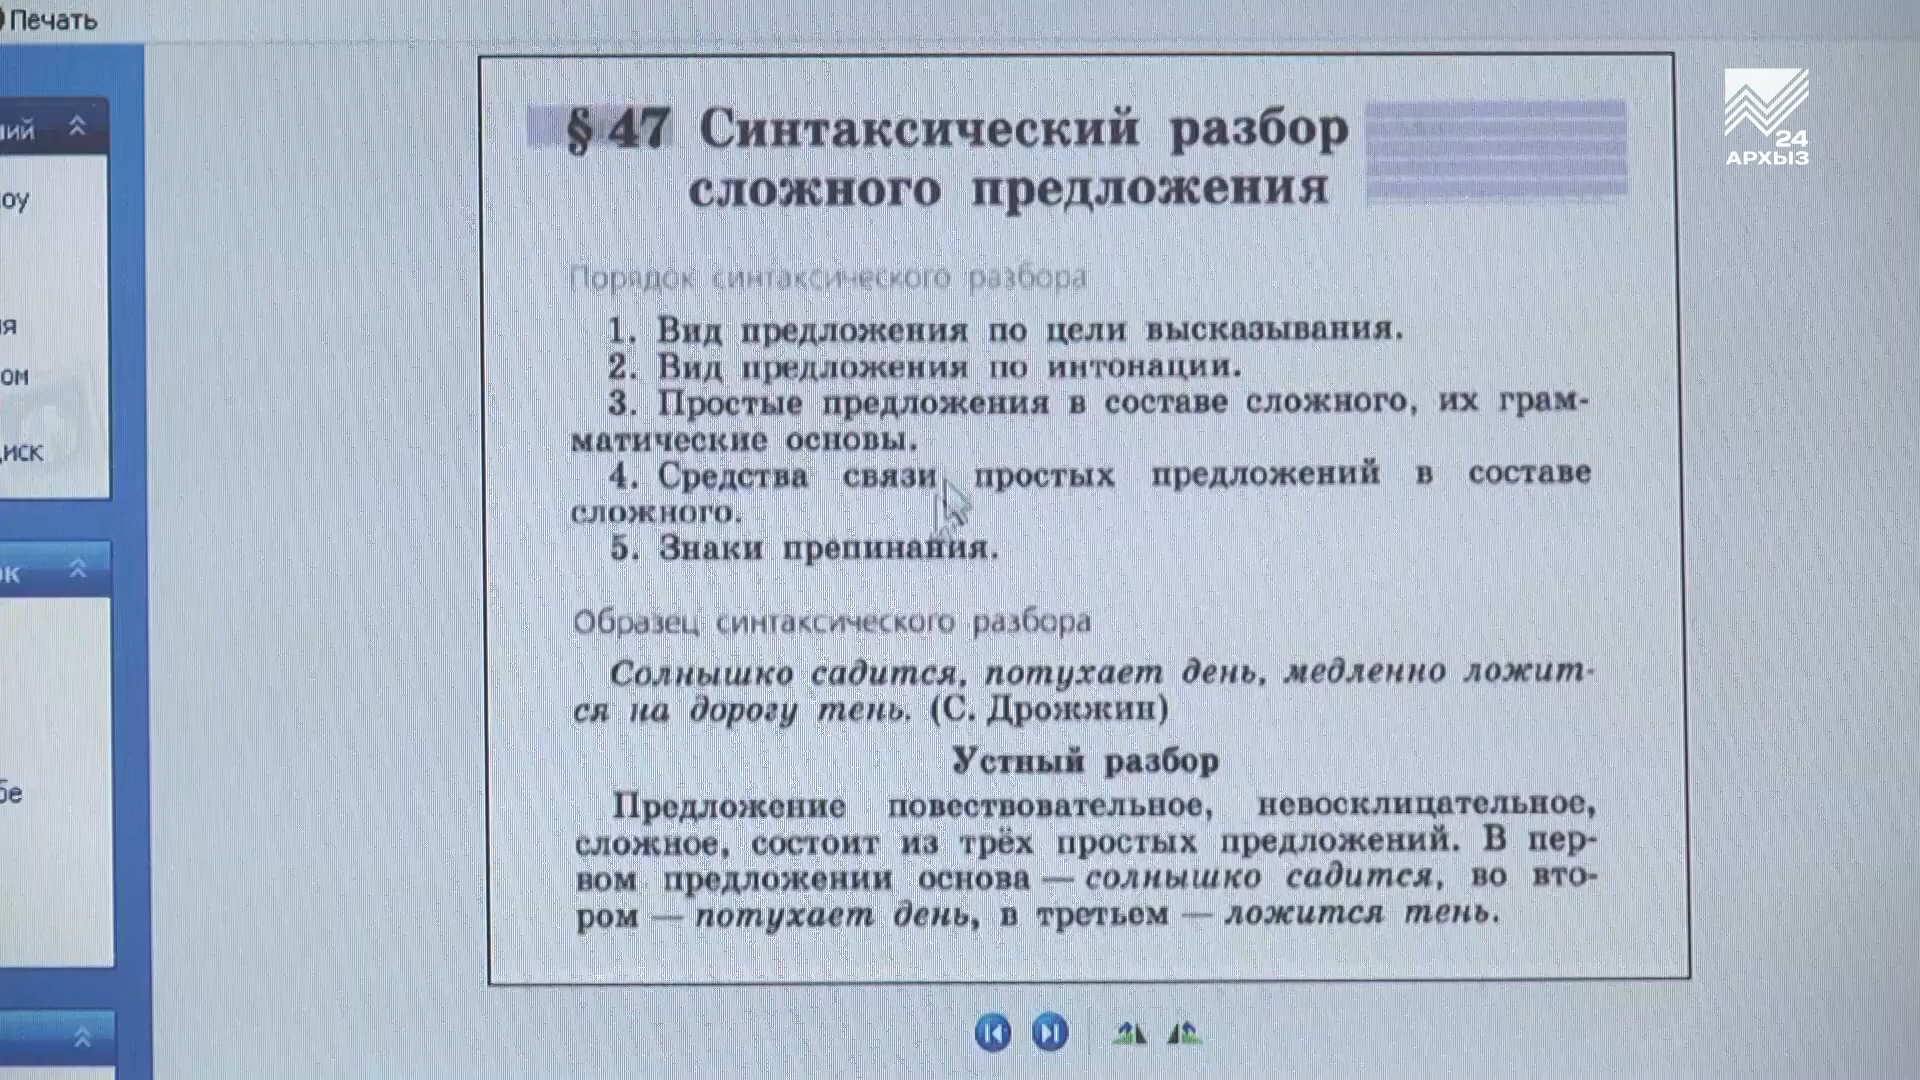 Печать
24
АРХЫЗ
§ 47 Синтаксический разбор
сложного предложения
Порядок синтаксического разбора
1. Вид предложения по цели высказывания.
2. Вид предложения по интонации.
3. Простые предложения в составе сложного, их грам-
матические основы.
4. Средства связи простых предложений в составе
сложного.
5. Знаки препинания.
Образец синтаксического разбора
Солнышко садится, потухает день, медленно ложит-
ся на дорогу тень. (С. Дрожжин)
Устный разбор
Предложение повествовательное, невосклицательное,
сложное, состоит из трёх простых предложений. В пер-
вом предложении основа — солнышко садится, во вто-
ром — потухает день, в третьем — ложится тень.